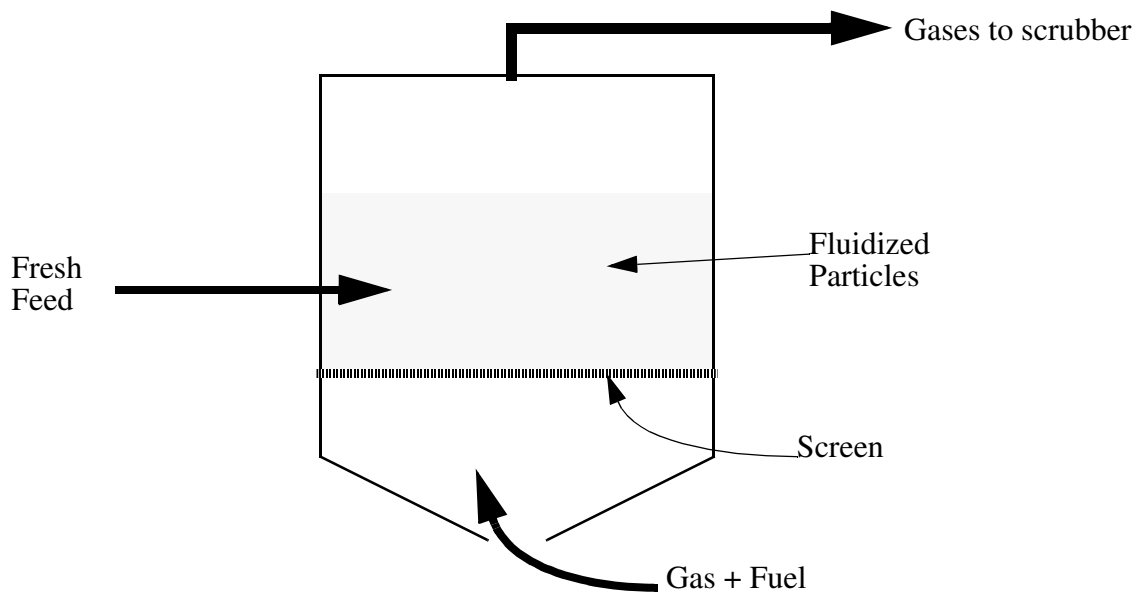 Gases to scrubber
Fluidized
Particles
Fresh
Feed
Screen
Gas + Fuel